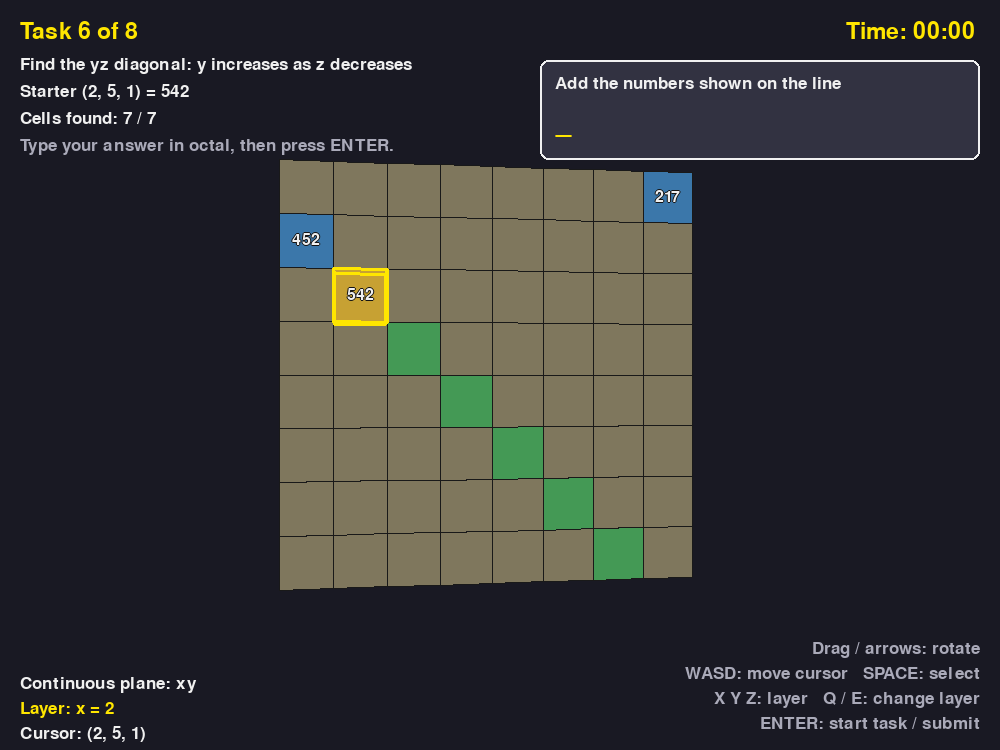 Task 6 of 8
Time: 00:00
Find the yz diagonal: y increases as z decreases
Starter (2, 5, 1) = 542
Cells found: 7 / 7
Type your answer in octal, then press ENTER.
Add the numbers shown on the line
_
217
452
542
Continuous plane: xy
Layer: x = 2
Cursor: (2, 5, 1)
Drag / arrows: rotate
WASD: move cursor SPACE: select
X Y Z: layer Q / E: change layer
ENTER: start task / submit